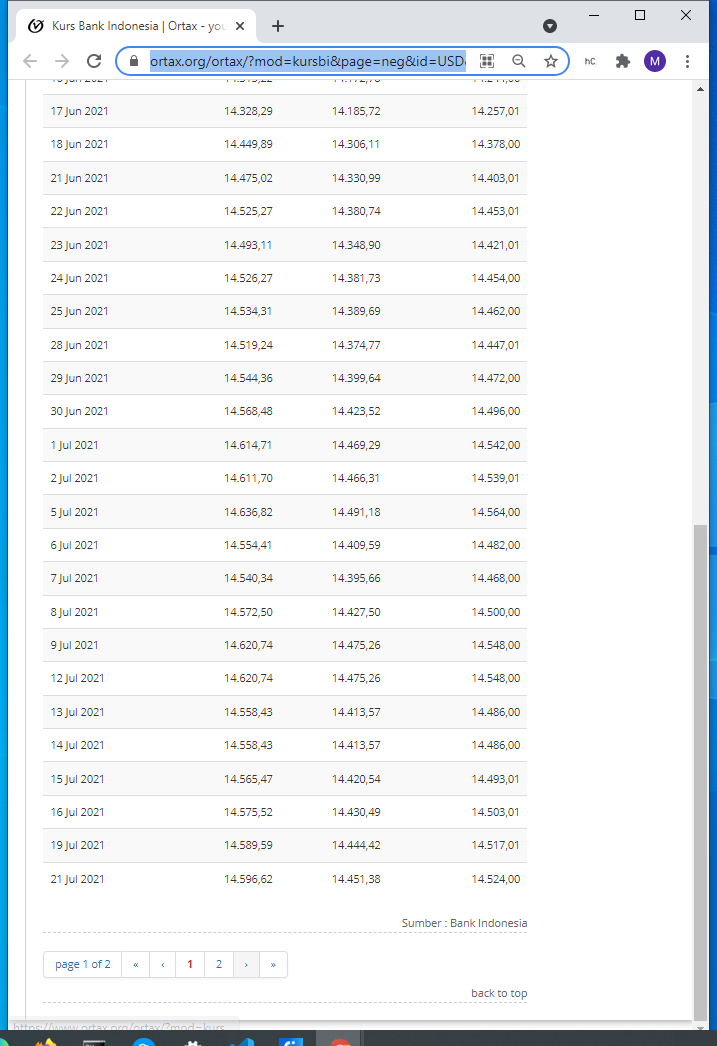 Kurs Bank Indonesia | Ortax - you
ortax.org/ortax/?mod=kursbi&page=neg&id=USD
hC
M
17 Jun 2021 14.328,29 14.185,72 14.257,01
18 Jun 2021 14.449,89 14.306,11 14.378,00
21 Jun 2021 14.475,02 14.330,99 14.403,01
22 Jun 2021 14.525,27 14.380,74 14.453,01
23 Jun 2021 14.493,11 14.348,90 14.421,01
24 Jun 2021 14.526,27 14.381,73 14.454,00
25 Jun 2021 14.534,31 14.389,69 14.462,00
28 Jun 2021 14.519,24 14.374,77 14.447,01
29 Jun 2021 14.544,36 14.399,64 14.472,00
30 Jun 2021 14.568,48 14.423,52 14.496,00
1 Jul 2021 14.614,71 14.469,29 14.542,00
2 Jul 2021 14.611,70 14.466,31 14.539,01
5 Jul 2021 14.636,82 14.491,18 14.564,00
6 Jul 2021 14.554,41 14.409,59 14.482,00
7 Jul 2021 14.540,34 14.395,66 14.468,00
8 Jul 2021 14.572,50 14.427,50 14.500,00
9 Jul 2021 14.620,74 14.475,26 14.548,00
12 Jul 2021 14.620,74 14.475,26 14.548,00
13 Jul 2021 14.558,43 14.413,57 14.486,00
14 Jul 2021 14.558,43 14.413,57 14.486,00
15 Jul 2021 14.565,47 14.420,54 14.493,01
16 Jul 2021 14.575,52 14.430,49 14.503,01
19 Jul 2021 14.589,59 14.444,42 14.517,01
21 Jul 2021 14.596,62 14.451,38 14.524,00
Sumber : Bank Indonesia
page 1 of 2 « ‹ 1 2 › »
back to top
https://www.ortax.org/ortax/?mod=kurs...